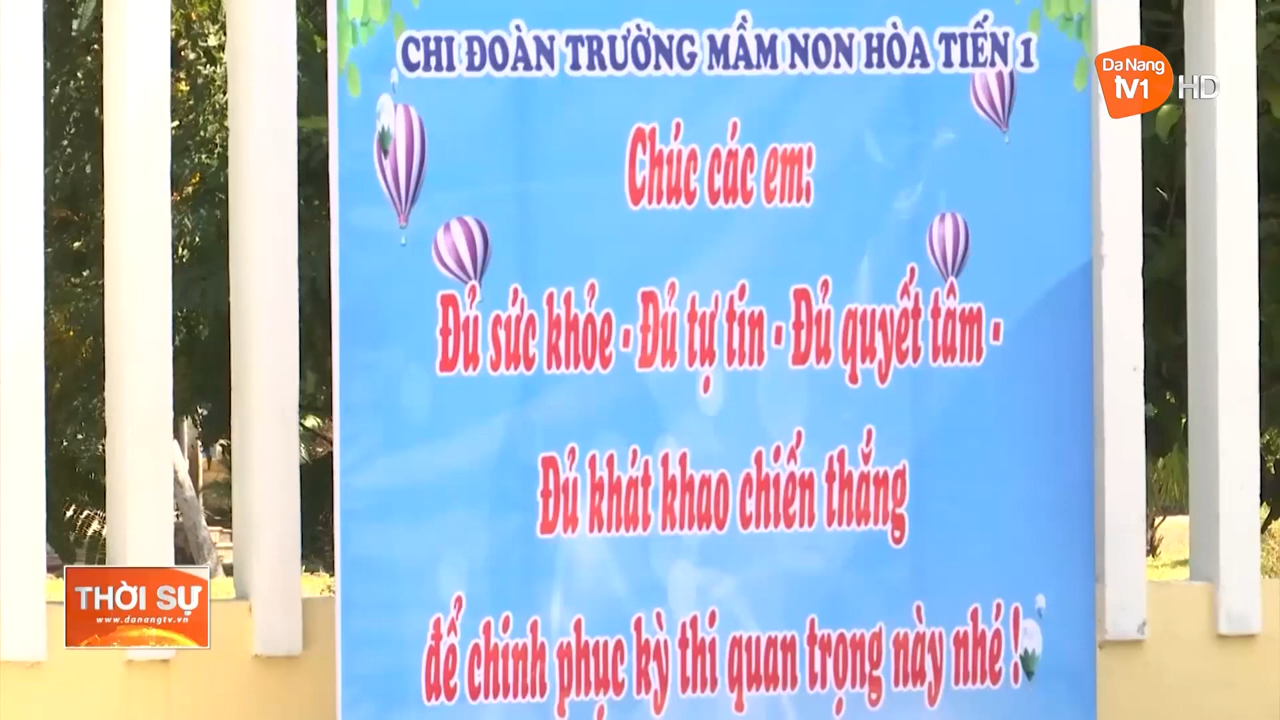 CHI ĐOÀN TRƯỜNG MẦM NON HÒA TIẾN 1
Da Nang
TV1 HD
Chúc các em:
Đủ sức khỏe - Đủ tự tin - Đủ quyết tâm -
Đủ khát khao chiến thắng
để chinh phục kỳ thi quan trọng này nhé !
THỜI SỰ
www.danangtv.vn